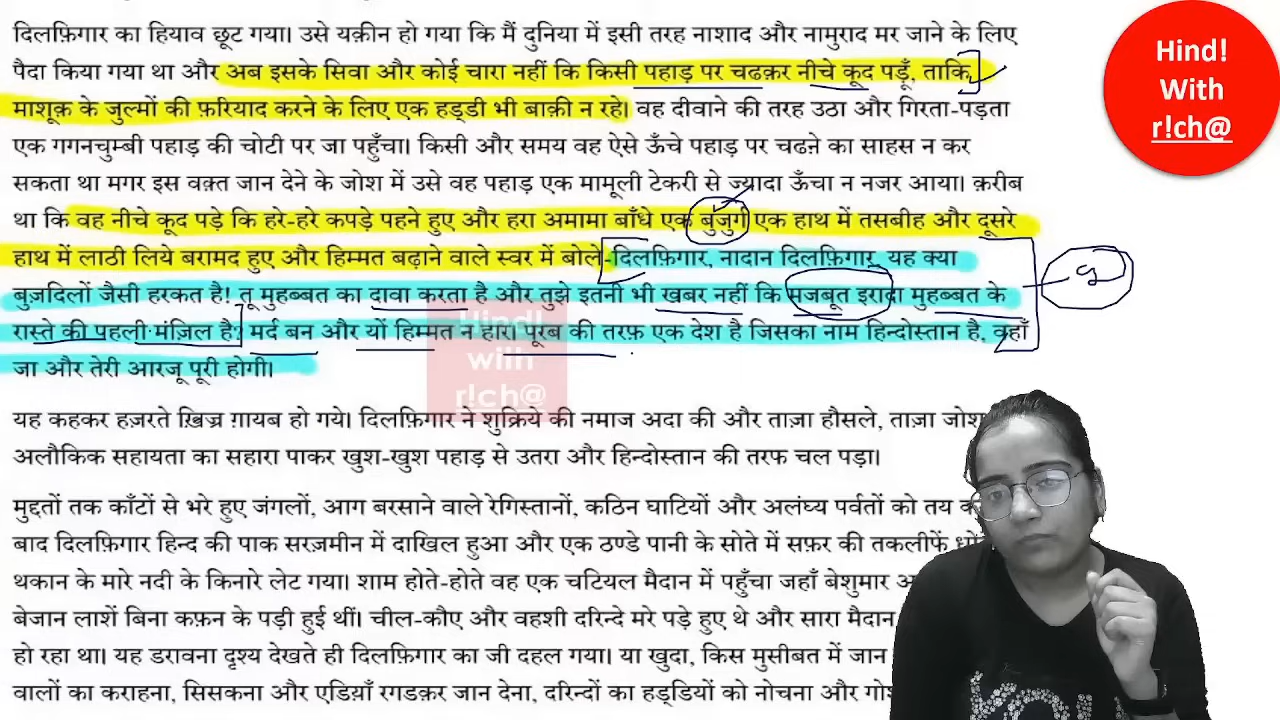 दिलफ़िगार का हियाव छूट गया। उसे यक़ीन हो गया कि मैं दुनिया में इसी तरह नाशाद और नामुराद मर जाने के लिए
पैदा किया गया था और अब इसके सिवा और कोई चारा नहीं कि किसी पहाड़ पर चढक़र नीचे कूद पड़ूँ, ताकि
माशूक़ के जुल्मों की फ़रियाद करने के लिए एक हड्डी भी बाक़ी न रहे। वह दीवाने की तरह उठा और गिरता-पड़ता
एक गगनचुम्बी पहाड़ की चोटी पर जा पहुँचा। किसी और समय वह ऐसे ऊँचे पहाड़ पर चढऩे का साहस न कर
सकता था मगर इस वक़्त जान देने के जोश में उसे वह पहाड़ एक मामूली टेकरी से ज्यादा ऊँचा न नजर आया। क़रीब
था कि वह नीचे कूद पड़े कि हरे-हरे कपड़े पहने हुए और हरा अमामा बाँधे एक बुजुर्ग एक हाथ में तसबीह और दूसरे
हाथ में लाठी लिये बरामद हुए और हिम्मत बढ़ाने वाले स्वर में बोले-दिलफ़िगार, नादान दिलफ़िगार, यह क्या
बुज़दिलों जैसी हरकत है! तू मुहब्बत का दावा करता है और तुझे इतनी भी खबर नहीं कि मजबूत इरादा मुहब्बत के
रास्ते की पहली मंज़िल है? मर्द बन और यों हिम्मत न हार। पूरब की तरफ़ एक देश है जिसका नाम हिन्दोस्तान है, वहाँ
जा और तेरी आरजू पूरी होगी।
यह कहकर हज़रते ख़िज्र ग़ायब हो गये। दिलफ़िगार ने शुक्रिये की नमाज अदा की और ताज़ा हौसले, ताज़ा जोश
अलौकिक सहायता का सहारा पाकर खुश-खुश पहाड़ से उतरा और हिन्दोस्तान की तरफ चल पड़ा।
मुद्दतों तक काँटों से भरे हुए जंगलों, आग बरसाने वाले रेगिस्तानों, कठिन घाटियों और अलंघ्य पर्वतों को तय
बाद दिलफ़िगार हिन्द की पाक सरज़मीन में दाखिल हुआ और एक ठण्डे पानी के सोते में सफ़र की तकलीफें
थकान के मारे नदी के किनारे लेट गया। शाम होते-होते वह एक चटियल मैदान में पहुँचा जहाँ बेशुमार
बेजान लाशें बिना कफ़न के पड़ी हुई थीं। चील-कौए और वहशी दरिन्दे मरे पड़े हुए थे और सारा मैदान
हो रहा था। यह डरावना दृश्य देखते ही दिलफ़िगार का जी दहल गया। या खुदा, किस मुसीबत में जान
वालों का कराहना, सिसकना और एडिय़ाँ रगडक़र जान देना, दरिन्दों का हड्डियों को नोचना और
Hind!
With
r!ch@
Hind!
wiih
r!ch@